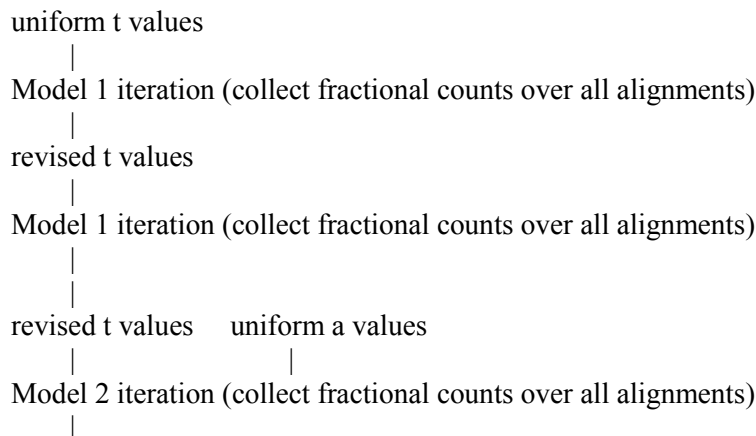 uniform t values
|
Model 1 iteration (collect fractional counts over all alignments)
|
revised t values
|
Model 1 iteration (collect fractional counts over all alignments)
|
|
revised t values uniform a values
| |
Model 2 iteration (collect fractional counts over all alignments)
|